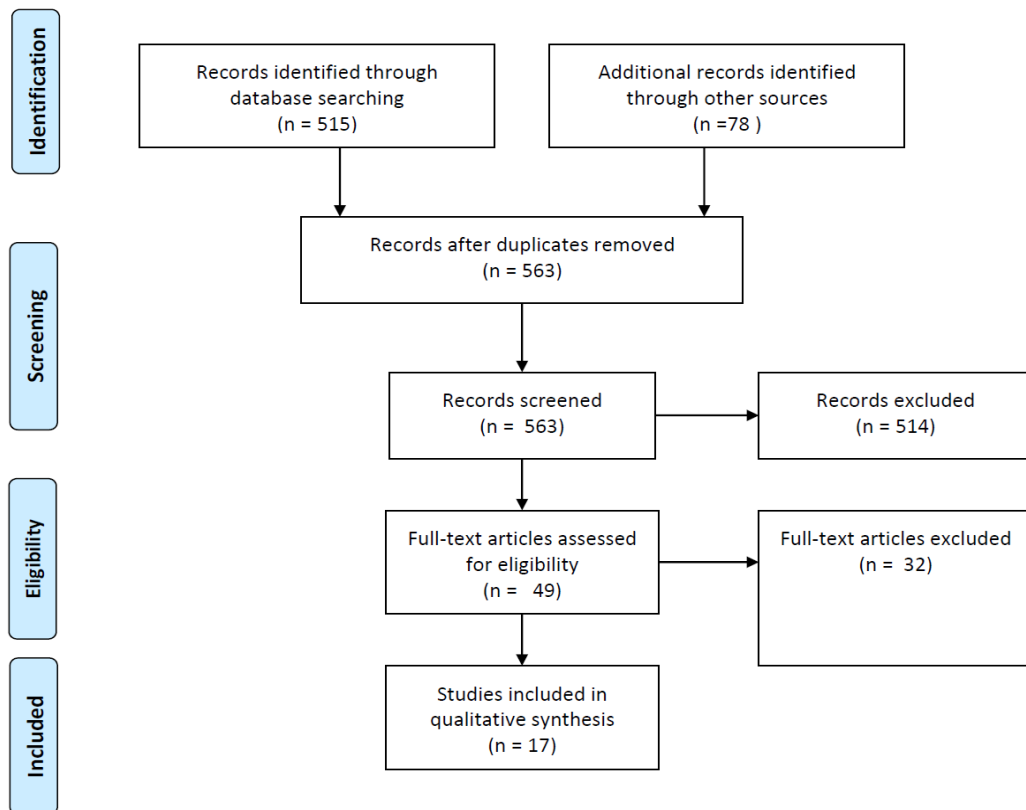 Identification
Records identified through
database searching
(n = 515)
Additional records identified
through other sources
(n =78 )
Records after duplicates removed
(n = 563)
Screening
Records screened
(n =  563)
Records excluded
(n = 514)
Eligibility
Full-text articles assessed
for eligibility
(n =   49)
Full-text articles excluded
(n =  32)
Included
Studies included in
qualitative synthesis
(n = 17)